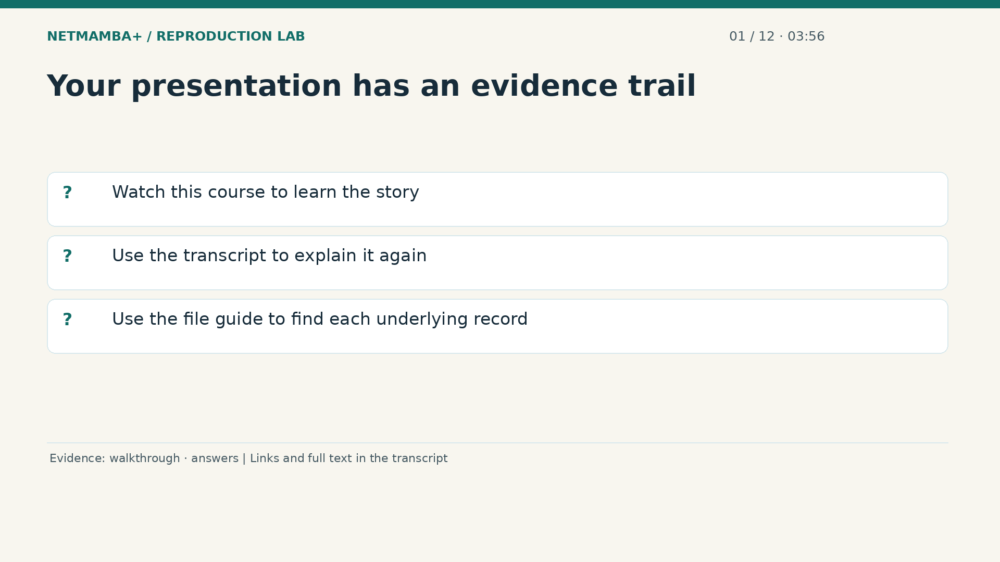 NETMAMBA+ / REPRODUCTION LAB
01 / 12 · 03:56
Your presentation has an evidence trail
? Watch this course to learn the story
? Use the transcript to explain it again
? Use the file guide to find each underlying record
Evidence: walkthrough · answers | Links and full text in the transcript